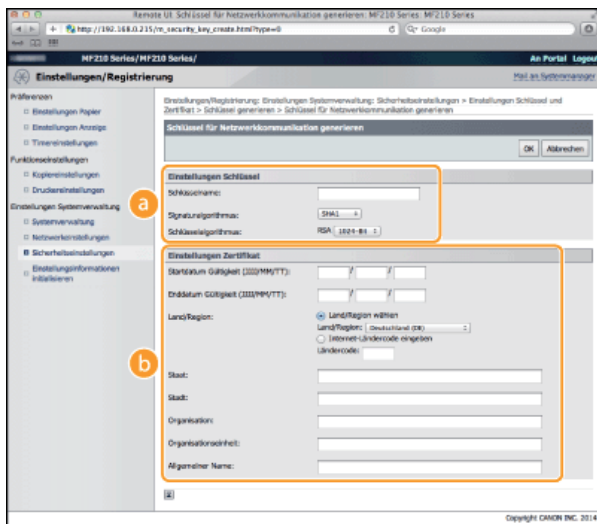 Remote UI: Schlüssel für Netzwerkkommunikation generieren: MF210 Series: MF210 Series
http://192.168.0.215/m_security_key_create.html?type=0
Google
MF210 Series/MF210 Series/
An Portal Logout
Einstellungen/Registrierung
Mail an Systemmanager
Präferenzen
Einstellungen Papier
Einstellungen Anzeige
Timereinstellungen
Funktionseinstellungen
Kopiereinstellungen
Druckereinstellungen
Einstellungen Systemverwaltung
Systemverwaltung
Netzwerkeinstellungen
Sicherheitseinstellungen
Einstellungsinformationen
initialisieren
Einstellungen/Registrierung: Einstellungen Systemverwaltung: Sicherheitseinstellungen > Einstellungen Schlüssel und
Zertifikat > Schlüssel generieren > Schlüssel für Netzwerkkommunikation generieren
Schlüssel für Netzwerkkommunikation generieren
OK Abbrechen
a
Einstellungen Schlüssel
Schlüsselname:
Signaturalgorithmus: SHA1
Schlüsselalgorithmus: RSA 1024-Bit
b
Einstellungen Zertifikat
Startdatum Gültigkeit (JJJJ/MM/TT): / /
Enddatum Gültigkeit (JJJJ/MM/TT): / /
Land/Region: Land/Region wählen
Land/Region: Deutschland (DE)
Internet-Ländercode eingeben
Ländercode:
Staat:
Stadt:
Organisation:
Organisationseinheit:
Allgemeiner Name:
Copyright CANON INC. 2014